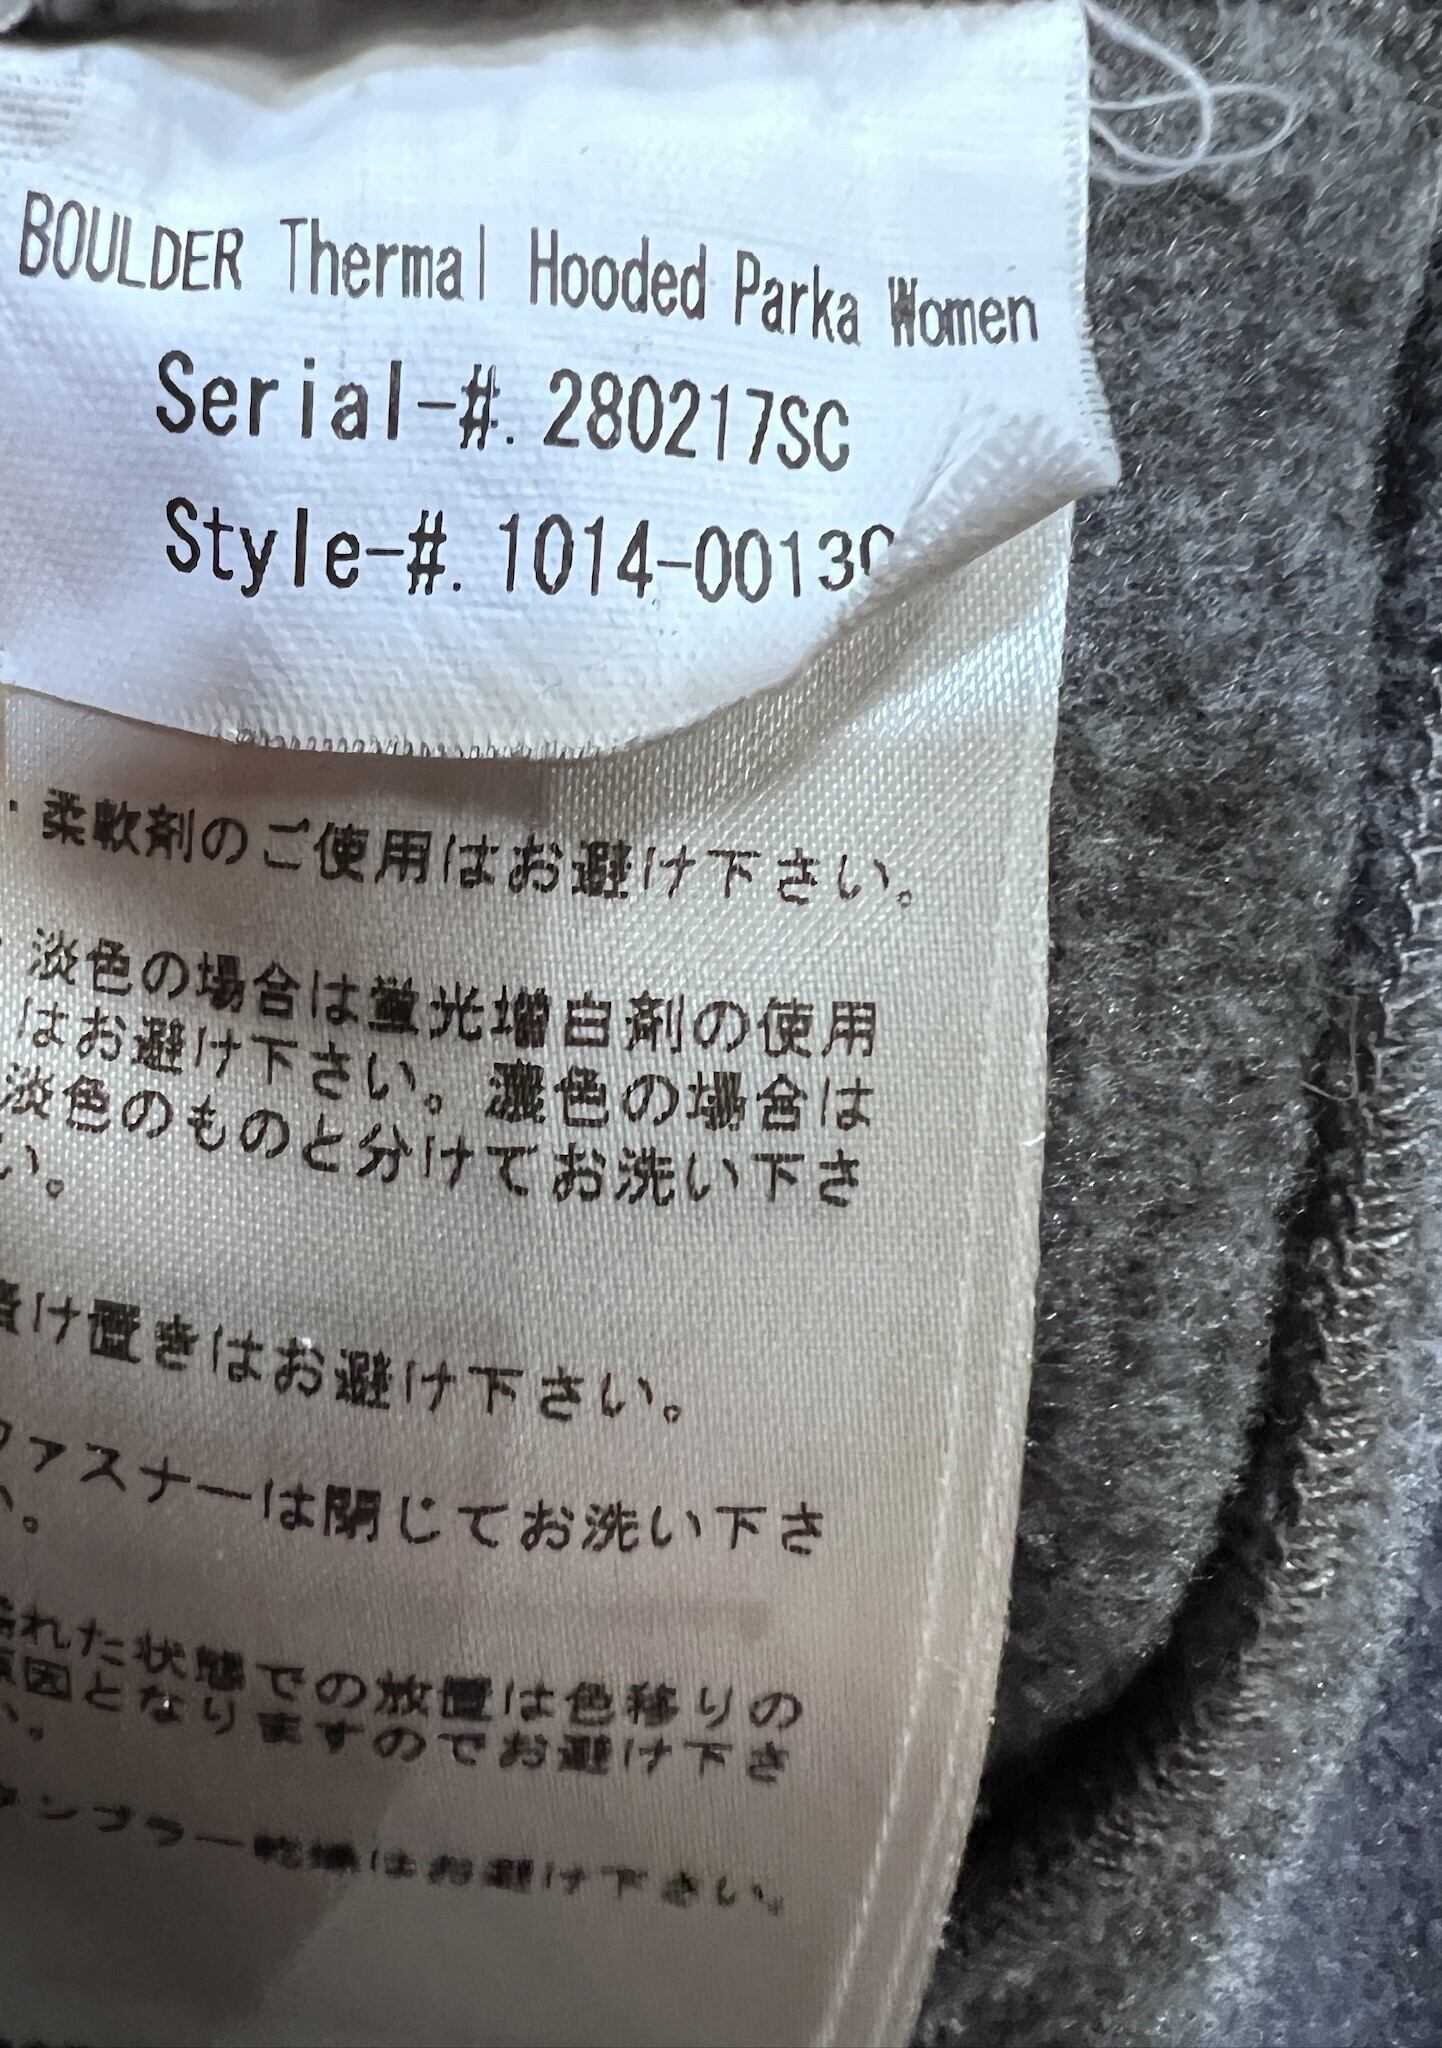 BOULDER Thermal Hooded Parka Women
Serial-#. 280217SC
Style-#. 1014-0013
・柔軟剤のご使用はお避け下さい。
淡色の場合は蛍光増白剤の使用
はお避け下さい。濃色の場合は
淡色のものと分けてお洗い下さ
い。
け置きはお避け下さい。
ファスナーは閉じてお洗い下さ
い。
濡れた状態での放置は色移りの
原因となりますのでお避け下さ
い。
タンブラー乾燥はお避け下さい。